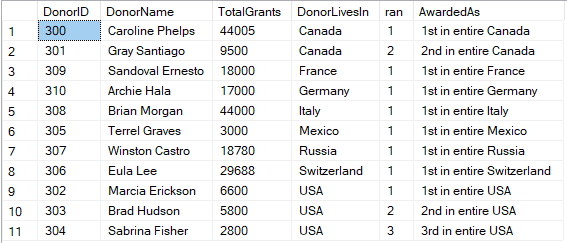 DonorID DonorName TotalGrants DonorLivesIn ran AwardedAs
1 300 Caroline Phelps 44005 Canada 1 1st in entire Canada
2 301 Gray Santiago 9500 Canada 2 2nd in entire Canada
3 309 Sandoval Ernesto 18000 France 1 1st in entire France
4 310 Archie Hala 17000 Germany 1 1st in entire Germany
5 308 Brian Morgan 44000 Italy 1 1st in entire Italy
6 305 Terrel Graves 3000 Mexico 1 1st in entire Mexico
7 307 Winston Castro 18780 Russia 1 1st in entire Russia
8 306 Eula Lee 29688 Switzerland 1 1st in entire Switzerland
9 302 Marcia Erickson 6600 USA 1 1st in entire USA
10 303 Brad Hudson 5800 USA 2 2nd in entire USA
11 304 Sabrina Fisher 2800 USA 3 3rd in entire USA